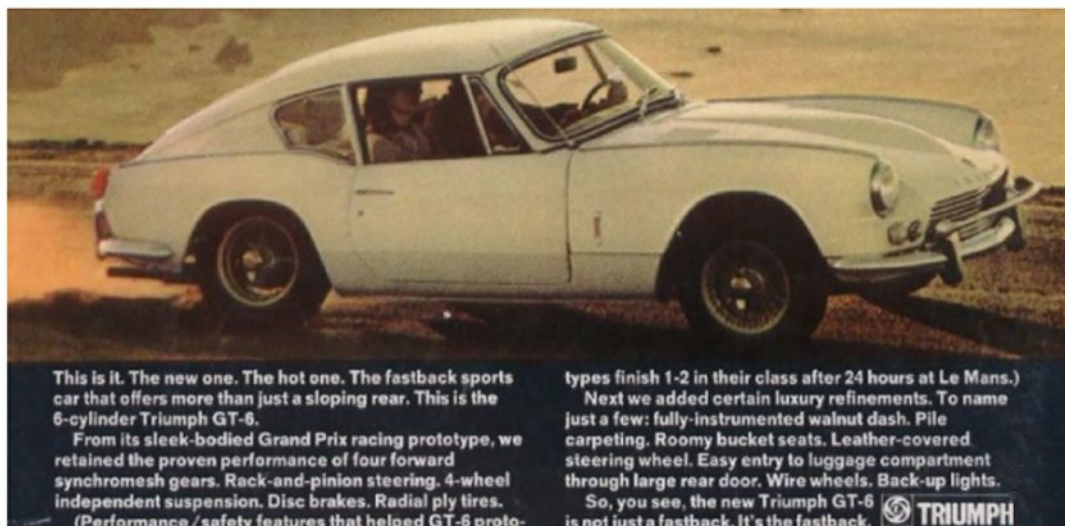 This is it. The new one. The hot one. The fastback sports
car that offers more than just a sloping rear. This is the
6-cylinder Triumph GT-6.
From its sleek-bodied Grand Prix racing prototype, we
retained the proven performance of four forward
synchromesh gears. Rack-and-pinion steering. 4-wheel
independent suspension. Disc brakes. Radial ply tires.
(Performance/safety features that helped GT-6 proto-
types finish 1-2 in their class after 24 hours at Le Mans.)
Next we added certain luxury refinements. To name
just a few: fully-instrumented walnut dash. Pile
carpeting. Roomy bucket seats. Leather-covered
steering wheel. Easy entry to luggage compartment
through large rear door. Wire wheels. Back-up lights.
So, you see, the new Triumph GT-6
is not just a fastback. It's the fastback.
TRIUMPH